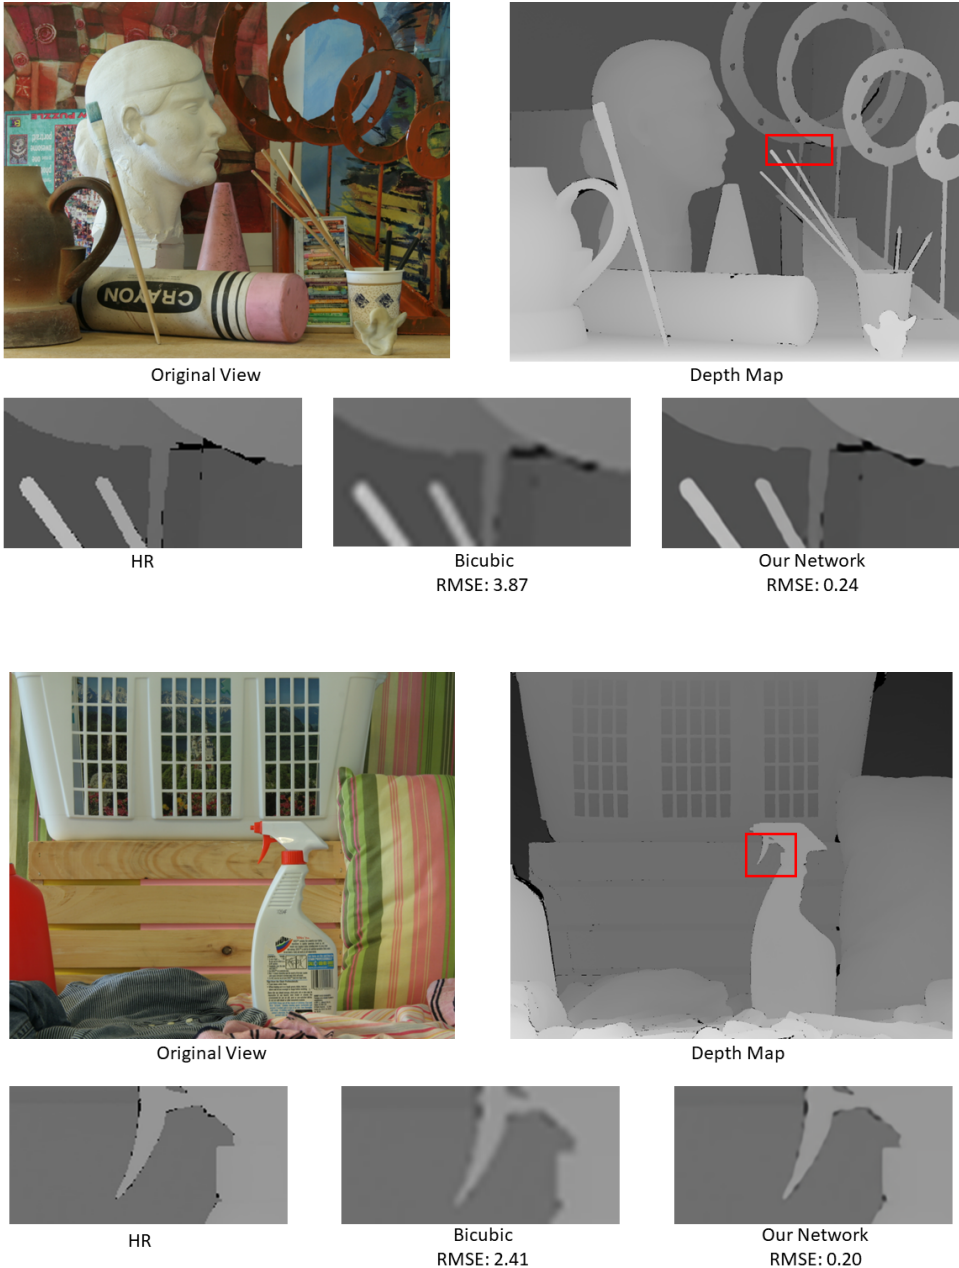 PUZZLE
CRAYON
Original View
Depth Map
HR
Bicubic
RMSE: 3.87
Our Network
RMSE: 0.24
Original View
Depth Map
HR
Bicubic
RMSE: 2.41
Our Network
RMSE: 0.20